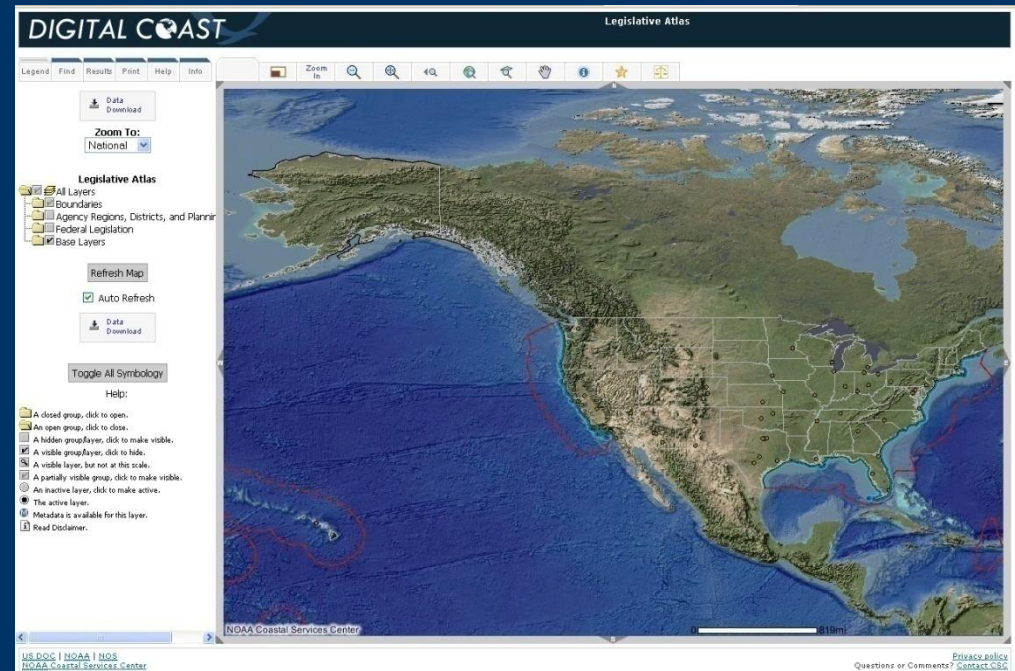 DIGITAL COAST
Legislative Atlas
Legend Find Results Print Help Info
Zoom In
Data Download
Zoom To:
National
Legislative Atlas
All Layers
Boundaries
Agency Regions, Districts, and Plannin
Federal Legislation
Base Layers
Refresh Map
Auto Refresh
Data Download
Toggle All Symbology
Help:
A closed group, click to open.
An open group, click to close.
A hidden group/layer, click to make visible.
A visible group/layer, click to hide.
A visible layer, but not at this scale.
A partially visible group, click to make visible.
An inactive layer, click to make active.
The active layer.
Metadata is available for this layer.
Read Disclaimer.
NOAA Coastal Services Center
0 819mi
US DOC | NOAA | NOS
NOAA Coastal Services Center
Privacy policy
Questions or Comments? Contact CSC